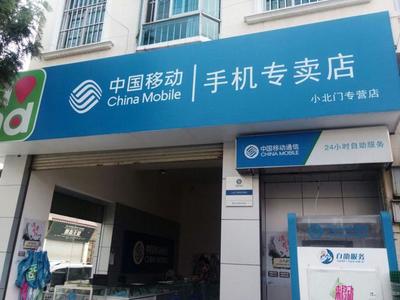 中国移动
China Mobile
手机专卖店
小北门专营店
中国移动通信
CHINA MOBILE
24小时自助服务
自助服务